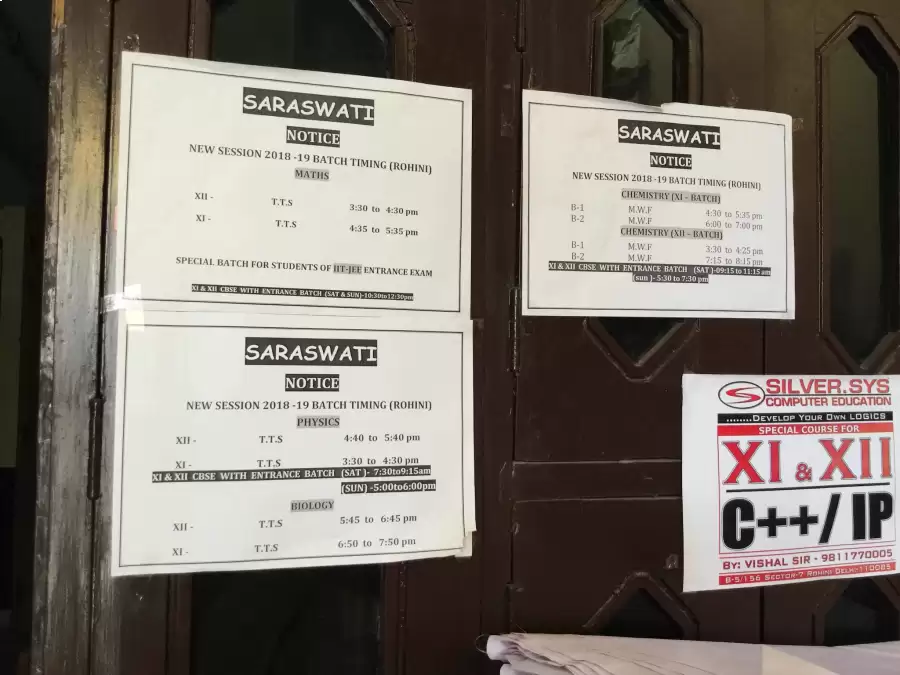 SARASWATI
NOTICE
NEW SESSION 2018 -19 BATCH TIMING (ROHINI)
MATHS
XII - T.T.S 3:30 to 4:30 pm
XI - T.T.S 4:35 to 5:35 pm
SPECIAL BATCH FOR STUDENTS OF IIT-JEE ENTRANCE EXAM
XI & XII CBSE WITH ENTRANCE BATCH (SAT & SUN)-10:30to12:30pm
SARASWATI
NOTICE
NEW SESSION 2018 -19 BATCH TIMING (ROHINI)
PHYSICS
XII - T.T.S 4:40 to 5:40 pm
XI - T.T.S 3:30 to 4:30 pm
XI & XII CBSE WITH ENTRANCE BATCH (SAT )- 7:30to9:15am
(SUN) -5:00to6:00pm
BIOLOGY
XII - T.T.S 5:45 to 6:45 pm
XI - T.T.S 6:50 to 7:50 pm
SARASWATI
NOTICE
NEW SESSION 2018 -19 BATCH TIMING (ROHINI)
CHEMISTRY (XI - BATCH)
B-1 M.W.F 4:30 to 5:35 pm
B-2 M.W.F 6:00 to 7:00 pm
CHEMISTRY (XII - BATCH)
B-1 M.W.F 3:30 to 4:25 pm
B-2 M.W.F 7:15 to 8:15 pm
XI & XII CBSE WITH ENTRANCE BATCH (SAT )-09:15 to 11:15 am
(sun )- 5:30 to 7:30 pm
S SILVER.SYS
COMPUTER EDUCATION
........DEVELOP YOUR OWN LOGICS
SPECIAL COURSE FOR
XI & XII
C++/ IP
BY: VISHAL SIR - 9811770005
B-5/156 SECTOR-7 ROHINI DELHI-110085